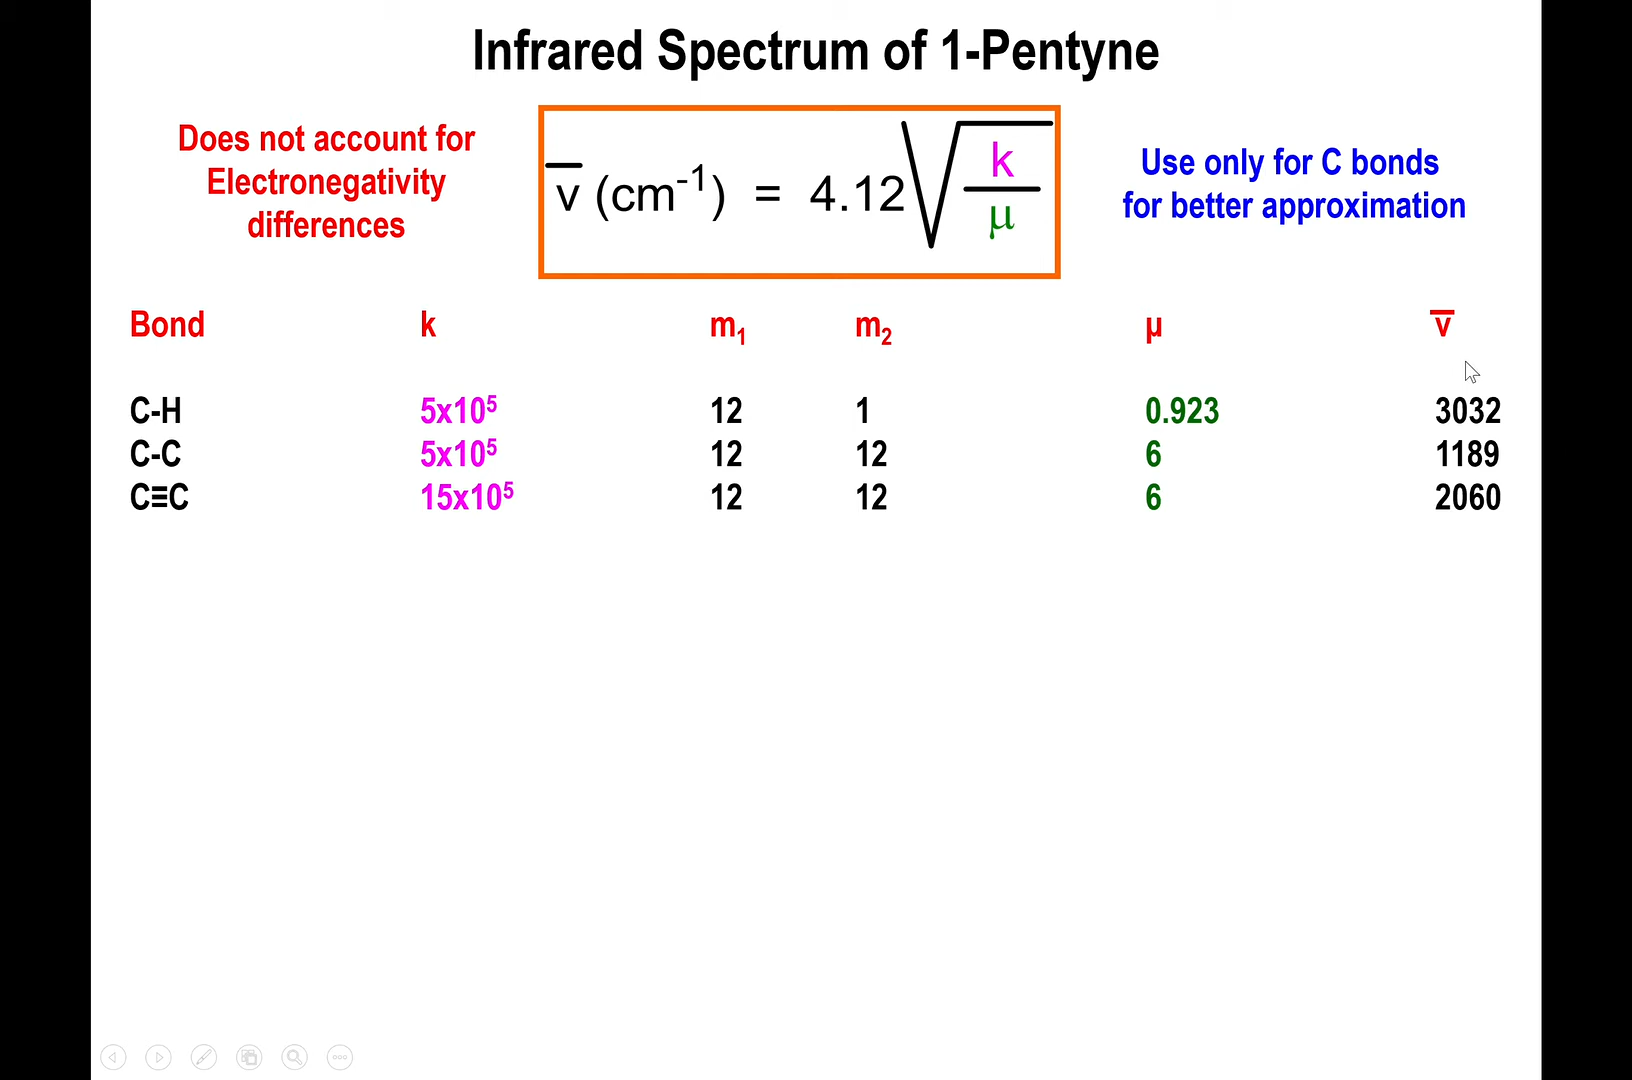 Infrared Spectrum of 1-Pentyne
Does not account for
Electronegativity
differences
v̅ (cm⁻¹) = 4.12√(k/μ)
Use only for C bonds
for better approximation
Bond k m₁ m₂ μ v̅
C-H 5x10⁵ 12 1 0.923 3032
C-C 5x10⁵ 12 12 6 1189
C≡C 15x10⁵ 12 12 6 2060